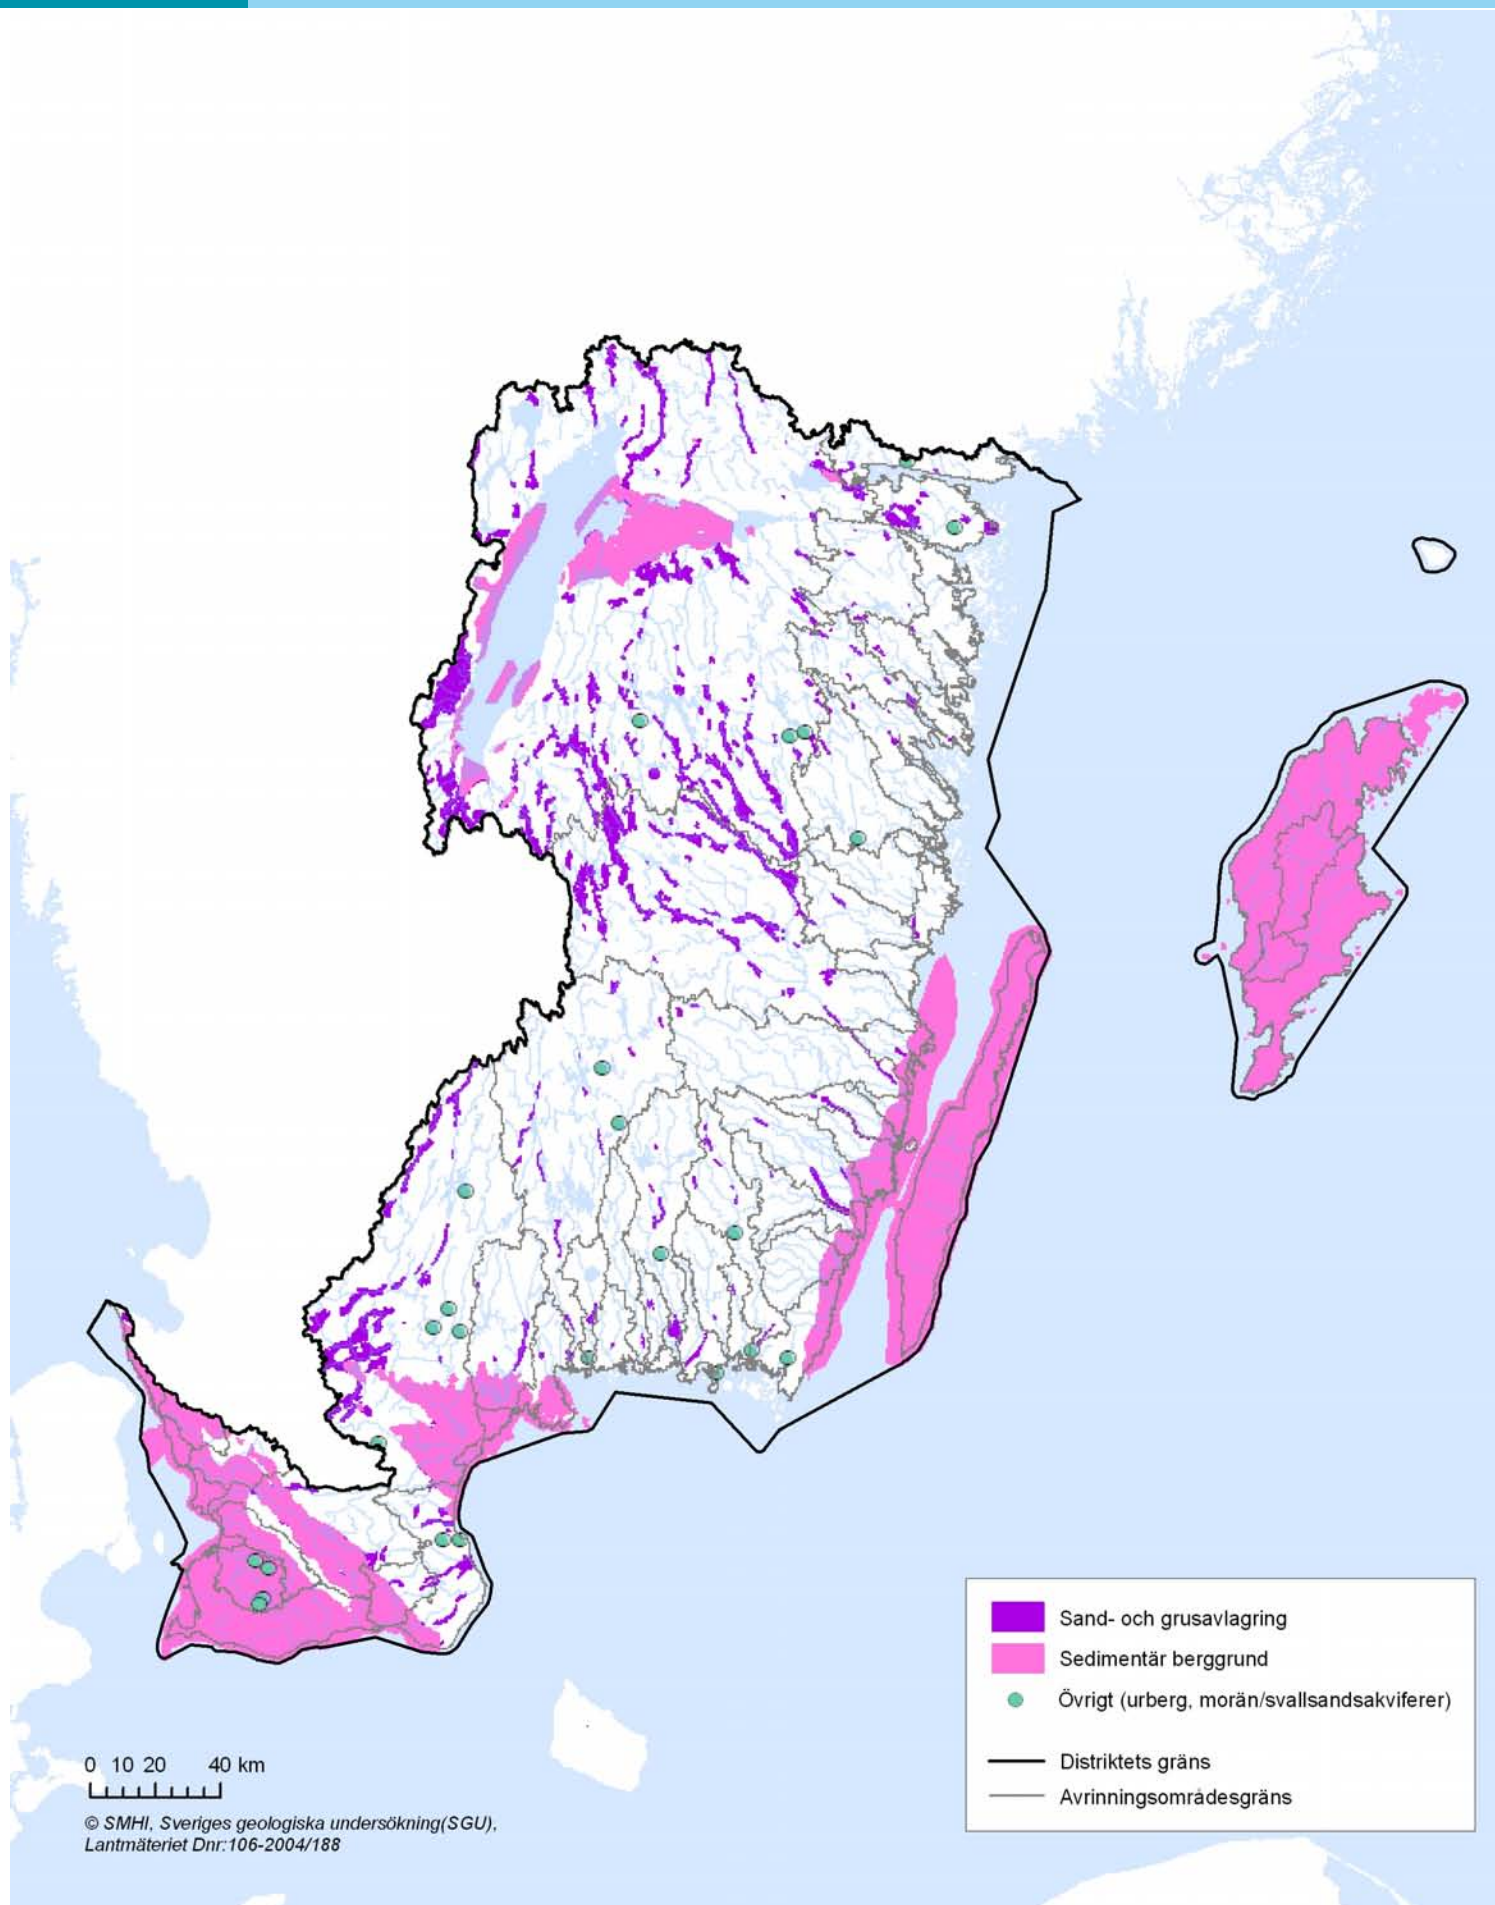 Sand- och grusavlagring
Sedimentär berggrund
Övrigt (urberg, morän/svallsandsakviferer)
Distriktets gräns
Avrinningsområdesgräns
0 10 20 40 km
© SMHI, Sveriges geologiska undersökning(SGU),
Lantmäteriet Dnr:106-2004/188